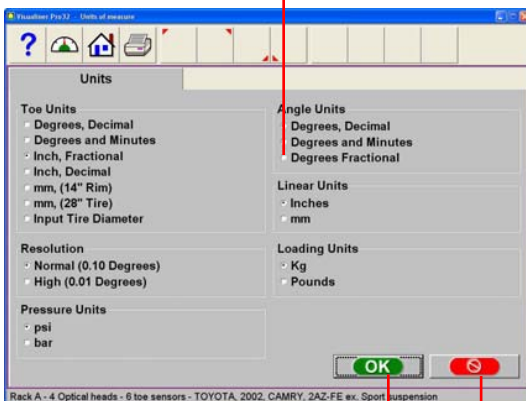 Visualiser Pro32 - Units of measure
?
Units
Toe Units
Degrees, Decimal
Degrees and Minutes
Inch, Fractional
Inch, Decimal
mm, (14" Rim)
mm, (28" Tire)
Input Tire Diameter
Angle Units
Degrees, Decimal
Degrees and Minutes
Degrees Fractional
Linear Units
Inches
mm
Resolution
Normal (0.10 Degrees)
High (0.01 Degrees)
Loading Units
Kg
Pounds
Pressure Units
psi
bar
OK
Rack A - 4 Optical heads - 6 toe sensors - TOYOTA, 2002, CAMRY, 2AZ-FE ex. Sport suspension